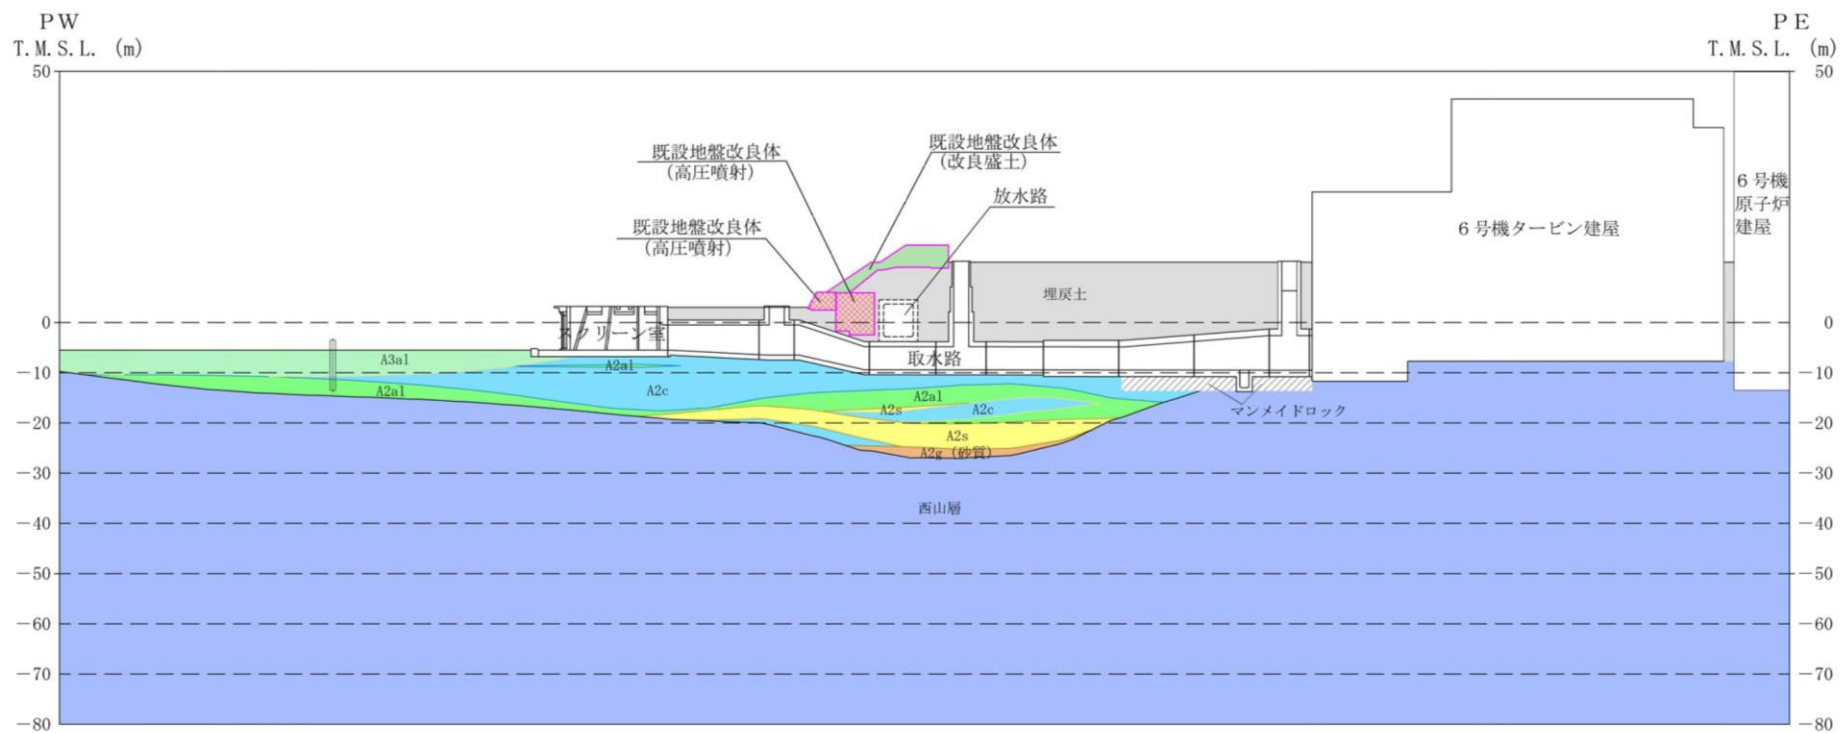 PW
PE
T.M.S.L. (m)
T.M.S.L. (m)
50
50
既設地盤改良体
(改良盛土)
既設地盤改良体
(高圧噴射)
放水路
6号機
原子炉
建屋
既設地盤改良体
(高圧噴射)
6号機タービン建屋
埋戻土
0
スクリーン室
0
取水路
A3al
A2al
-10
-10
A2al
A2c
A2al
A2s
A2c
マンメイドロック
-20
-20
A2s
A2g (砂質)
-30
-30
西山層
-40
-40
-50
-50
-60
-60
-70
-70
-80
-80